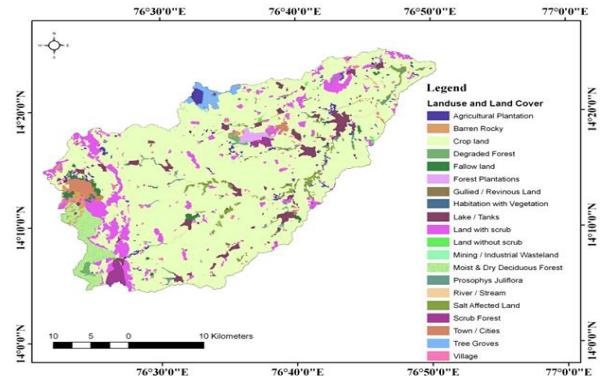 76°30'0"E 76°40'0"E 76°50'0"E 77°0'0"E
14°20'0"N
14°10'0"N
14°0'0"N
Legend
Landuse and Land Cover
Agricultural Plantation
Barren Rocky
Crop land
Degraded Forest
Fallow land
Forest Plantations
Gullied / Revinous Land
Habitation with Vegetation
Lake / Tanks
Land with scrub
Land without scrub
Mining / Industrial Wasteland
Moist & Dry Deciduous Forest
Prosophys Juliflora
River / Stream
Salt Affected Land
Scrub Forest
Town / Cities
Tree Groves
Village
14°20'0"N
14°10'0"N
14°0'0"N
10 5 0 10 Kilometers
76°30'0"E 76°40'0"E 76°50'0"E 77°0'0"E